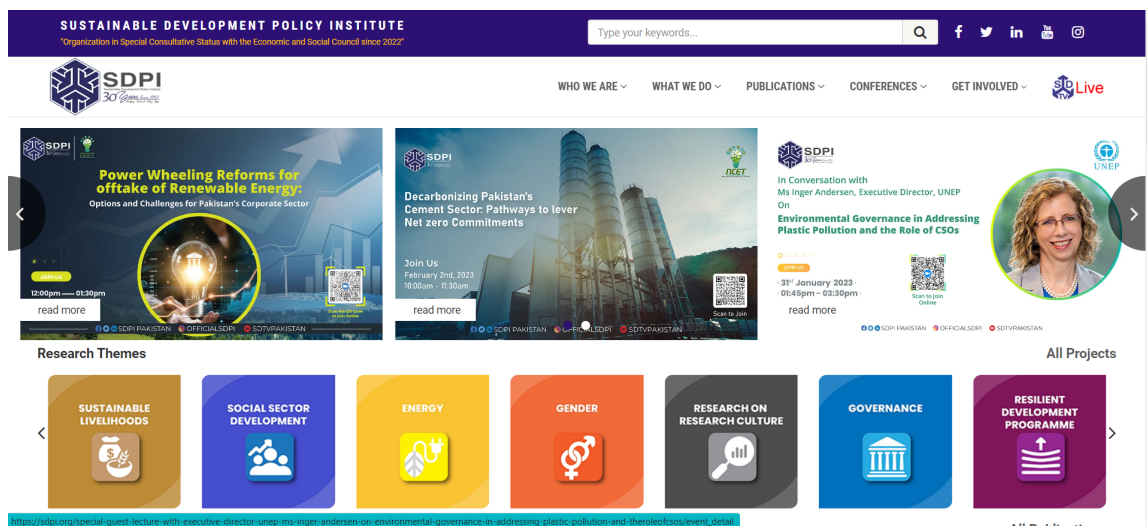 SUSTAINABLE DEVELOPMENT POLICY INSTITUTE
"Organization in Special Consultative Status with the Economic and Social Council since 2022"
Type your keywords...
SDPI
WHO WE ARE
WHAT WE DO
PUBLICATIONS
CONFERENCES
GET INVOLVED
Live
SDPI
Power Wheeling Reforms for
offtake of Renewable Energy:
Options and Challenges for Pakistan's Corporate Sector
Join us
12:00pm — 01:30pm
read more
SDPI PAKISTAN OFFICIALSDPI SDTVPAKISTAN
SDPI
NCET
Decarbonizing Pakistan's
Cement Sector: Pathways to lever
Net zero Commitments
Join Us
February 2nd, 2023
10:00am - 11:30am
read more
Scan to Join
SDPI PAKISTAN OFFICIALSDPI SDTVPAKISTAN
SDPI
UNEP
In Conversation with
Ms Inger Andersen, Executive Director, UNEP
On
Environmental Governance in Addressing
Plastic Pollution and the Role of CSOs
JOIN US
31st January 2023
01:45pm – 03:30pm
Scan to Join
Online
read more
SDPI PAKISTAN OFFICIALSDPI SDTVPAKISTAN
Research Themes
All Projects
SUSTAINABLE
LIVELIHOODS
SOCIAL SECTOR
DEVELOPMENT
ENERGY
GENDER
RESEARCH ON
RESEARCH CULTURE
GOVERNANCE
RESILIENT
DEVELOPMENT
PROGRAMME
https://sdpi.org/special-guest-lecture-with-executive-director-unep-ms-inger-andersen-on-environmental-governance-in-addressing-plastic-pollution-and-theroleofcsos/event_detail